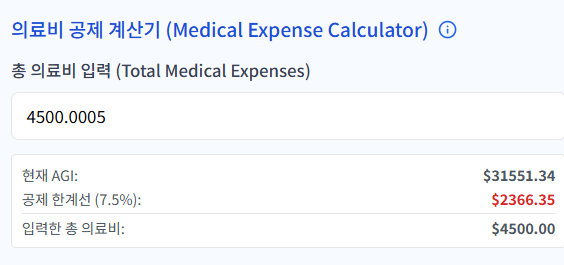 의료비 공제 계산기 (Medical Expense Calculator)
총 의료비 입력 (Total Medical Expenses)
4500.0005
현재 AGI: $31551.34
공제 한계선 (7.5%): $2366.35
입력한 총 의료비: $4500.00